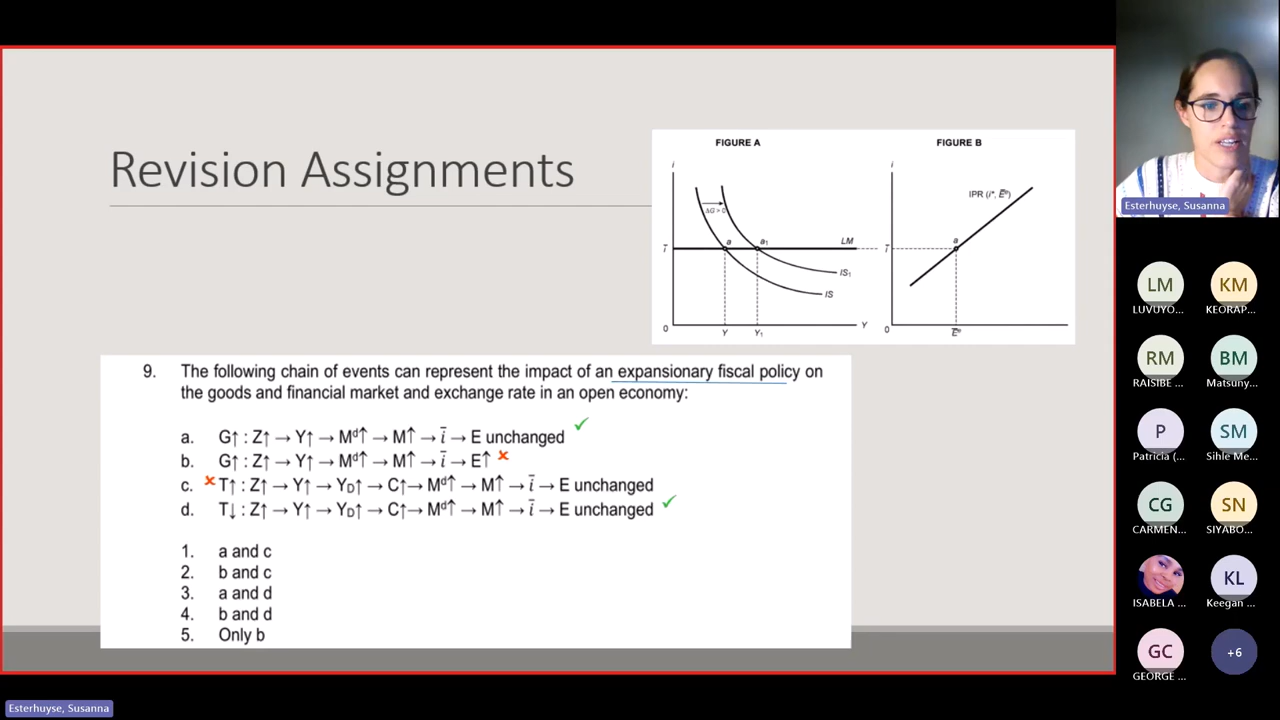 Revision Assignments
FIGURE A
FIGURE B
i
i
IPR (i*, Ēᵉ)
ΔG > 0
a
a₁
LM
a
ī
ī
IS₁
IS
0
Y
Y₁
Y
0
Ēᵉ
9. The following chain of events can represent the impact of an expansionary fiscal policy on
the goods and financial market and exchange rate in an open economy:
a. G↑ : Z↑ → Y↑ → Mᵈ↑ → M↑ → ī → E unchanged ✓
b. G↑ : Z↑ → Y↑ → Mᵈ↑ → M↑ → ī → E↑ ×
c. × T↑ : Z↑ → Y↑ → Y_D↑ → C↑→ Mᵈ↑ → M↑ → ī → E unchanged
d. T↓ : Z↑ → Y↑ → Y_D↑ → C↑→ Mᵈ↑ → M↑ → ī → E unchanged ✓
1. a and c
2. b and c
3. a and d
4. b and d
5. Only b
Esterhuyse, Susanna
LM
KM
LUVUYO...
KEORAP...
RM
BM
RAISIBE ...
Matsuny...
P
SM
Patricia (...
Sihle Me...
CG
SN
CARMEN...
SIYABO...
KL
ISABELA ...
Keegan ...
GC
+6
GEORGE ...
Esterhuyse, Susanna